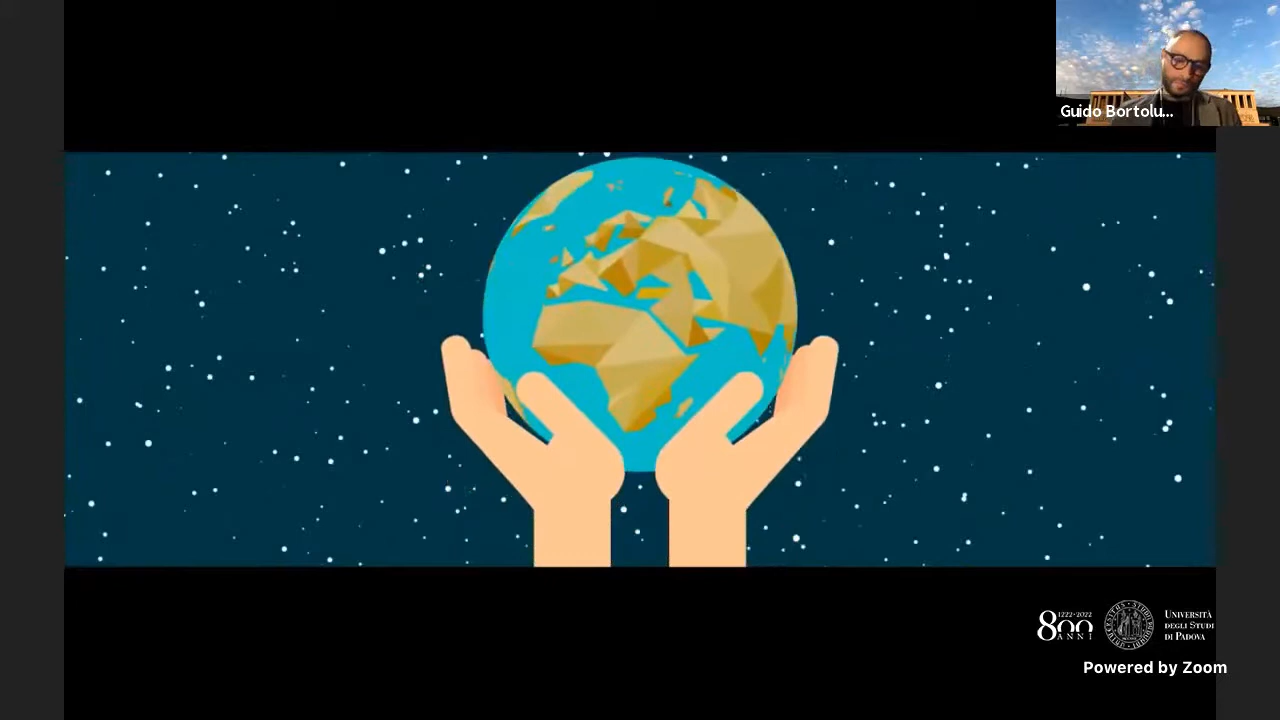 Guido Bortolu...
1222•2022
800
ANNI
UNIVERSITÀ
DEGLI STUDI
DI PADOVA
Powered by Zoom